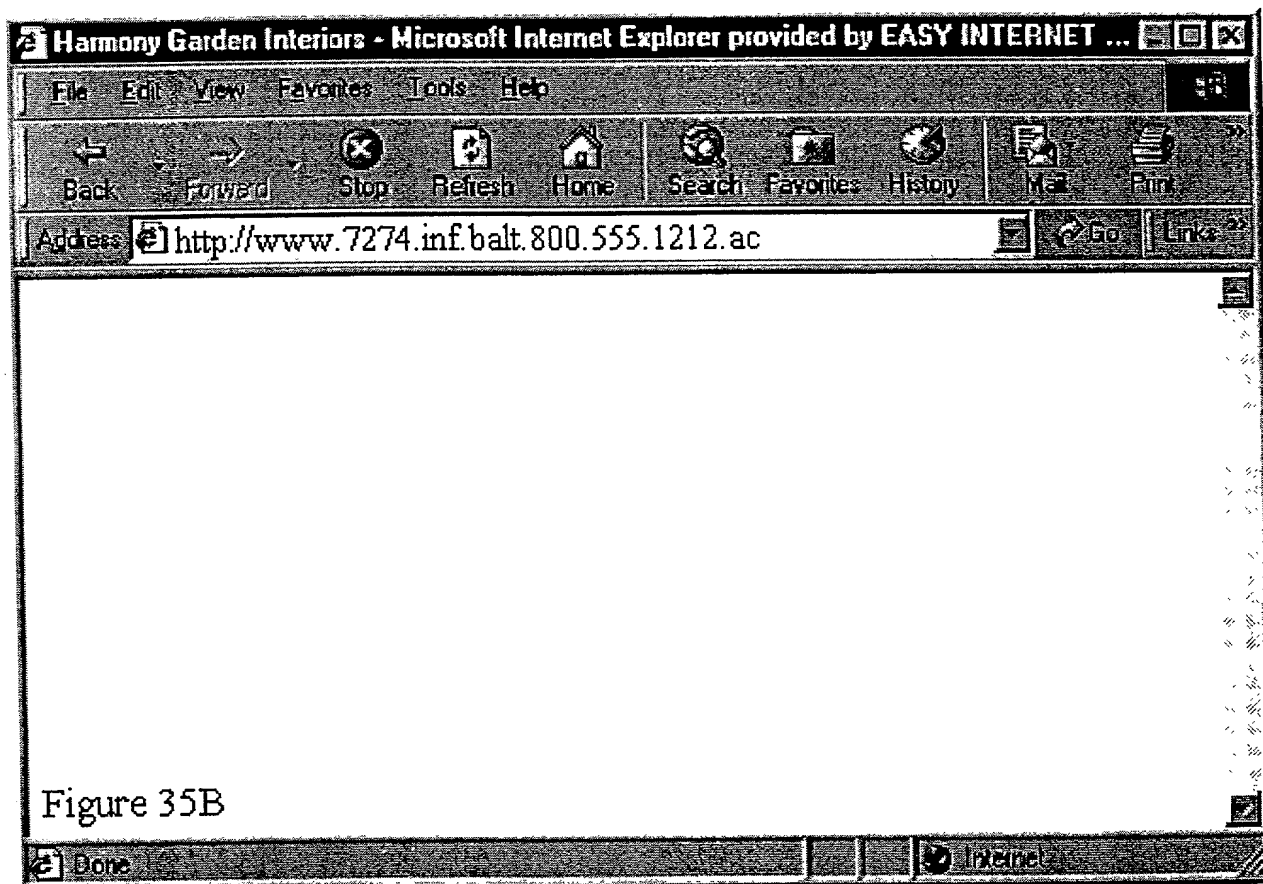 Harmony Garden Interiors - Microsoft Internet Explorer provided by EASY INTERNET ...
File Edit View Favorites Tools Help
Back Forward Stop Refresh Home Search Favorites History Mail Print »
Address http://www.7274.inf.balt.800.555.1212.ac Go Links »
Figure 35B
Done Internet